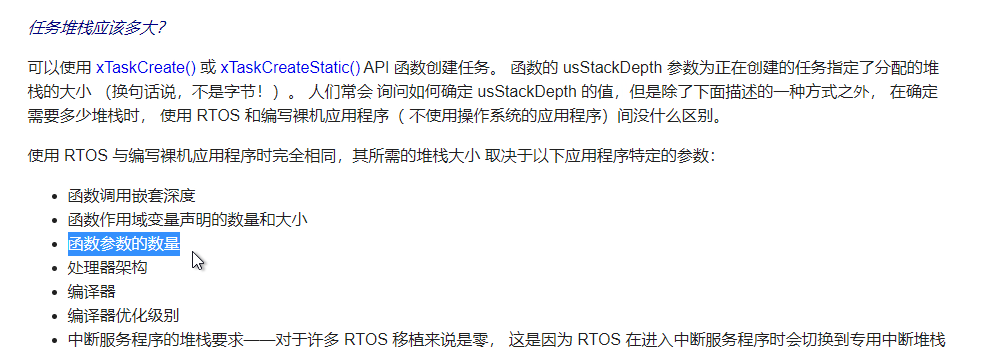 任务堆栈应该多大？
可以使用 xTaskCreate() 或 xTaskCreateStatic() API 函数创建任务。 函数的 usStackDepth 参数为正在创建的任务指定了分配的堆
栈的大小 （换句话说，不是字节！）。 人们常会 询问如何确定 usStackDepth 的值，但是除了下面描述的一种方式之外， 在确定
需要多少堆栈时， 使用 RTOS 和编写裸机应用程序（ 不使用操作系统的应用程序）间没什么区别。
使用 RTOS 与编写裸机应用程序时完全相同，其所需的堆栈大小 取决于以下应用程序特定的参数：
• 函数调用嵌套深度
• 函数作用域变量声明的数量和大小
• 函数参数的数量
• 处理器架构
• 编译器
• 编译器优化级别
• 中断服务程序的堆栈要求——对于许多 RTOS 移植来说是零， 这是因为 RTOS 在进入中断服务程序时会切换到专用中断堆栈